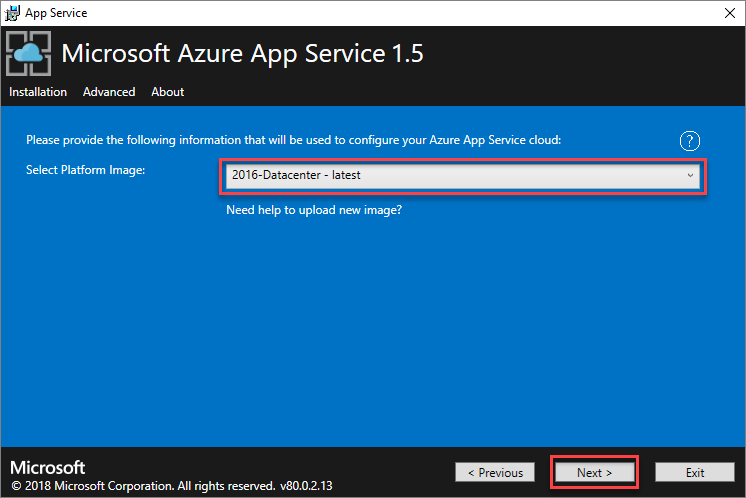 App Service
Microsoft Azure App Service 1.5
Installation Advanced About
Please provide the following information that will be used to configure your Azure App Service cloud: ?
Select Platform Image: 2016-Datacenter - latest
Need help to upload new image?
Microsoft
© 2018 Microsoft Corporation. All rights reserved. v80.0.2.13
< Previous Next > Exit